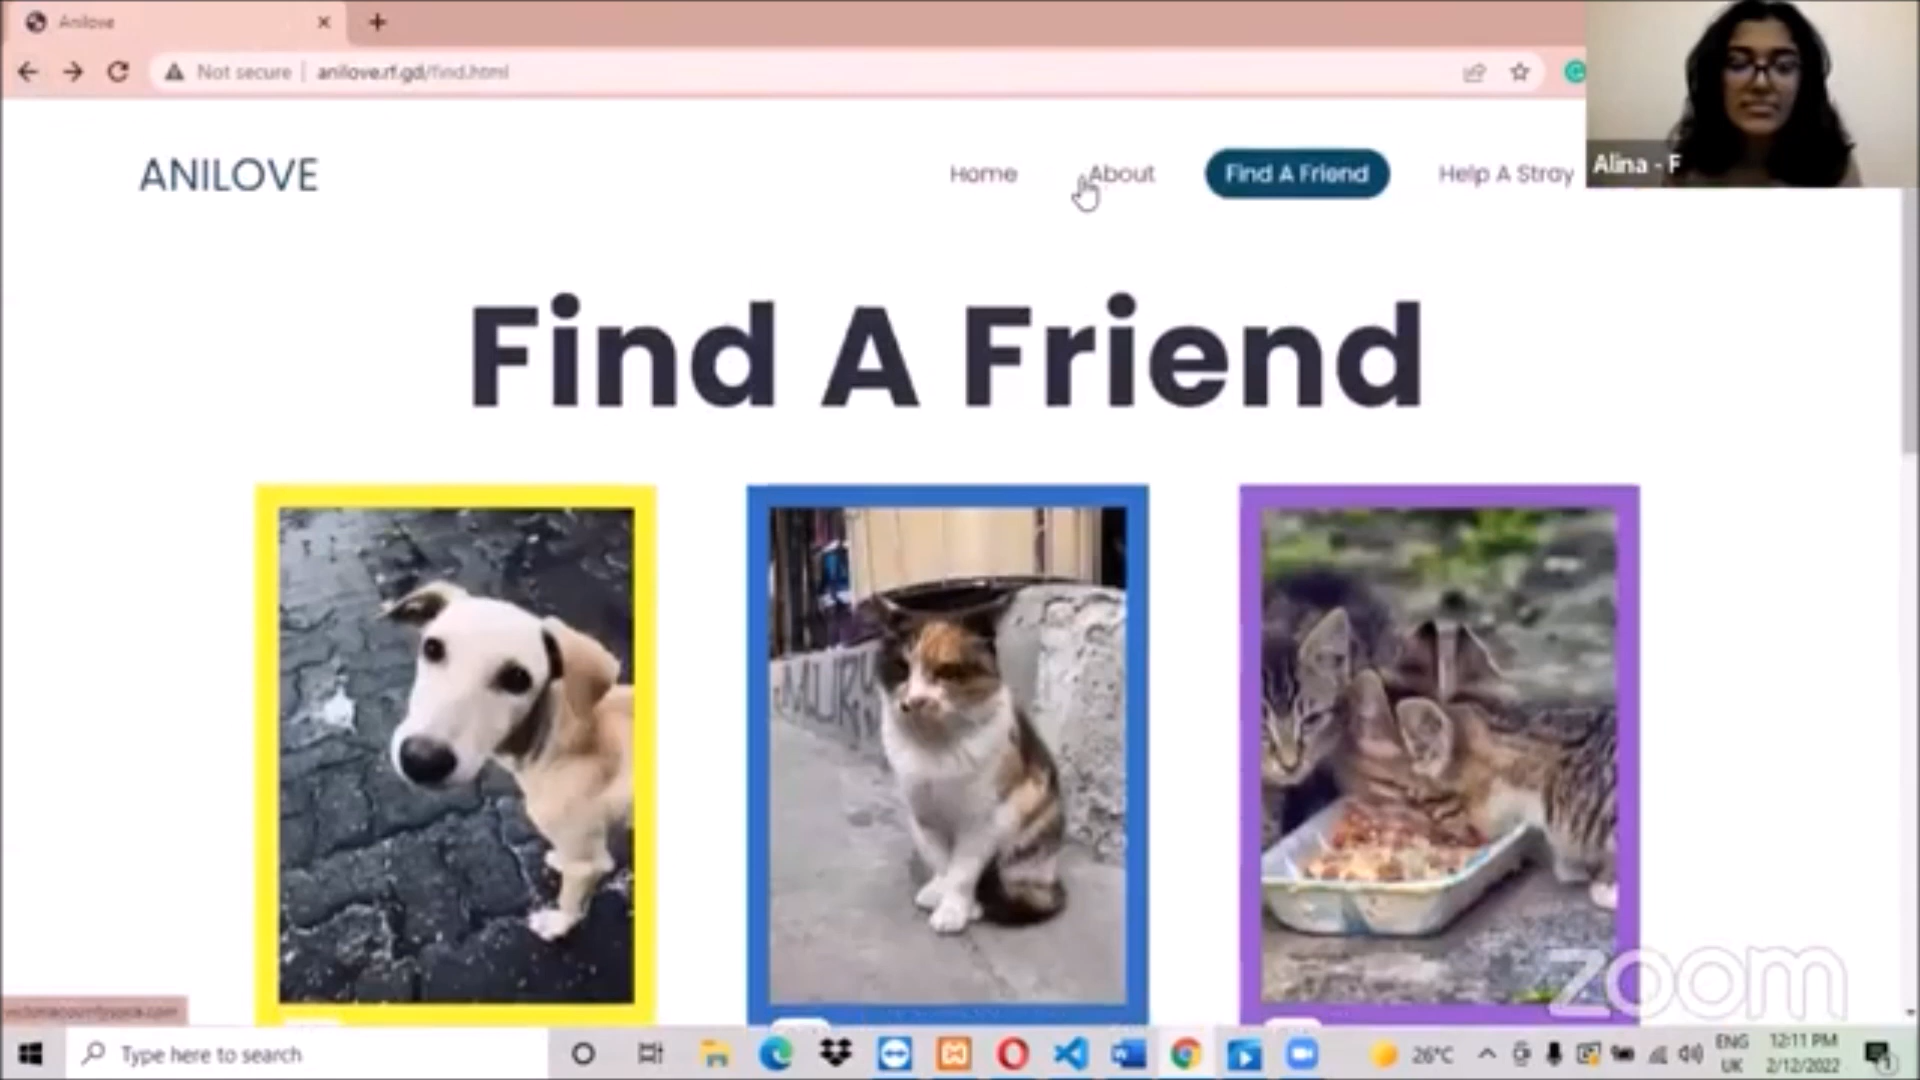 Anilove
Not secure | anilove.rf.gd/find.html
Alina - F
ANILOVE
Home
About
Find A Friend
Help A Stray
Find A Friend
zoom
Type here to search
26°C
ENG
UK
12:11 PM
2/12/2022
1